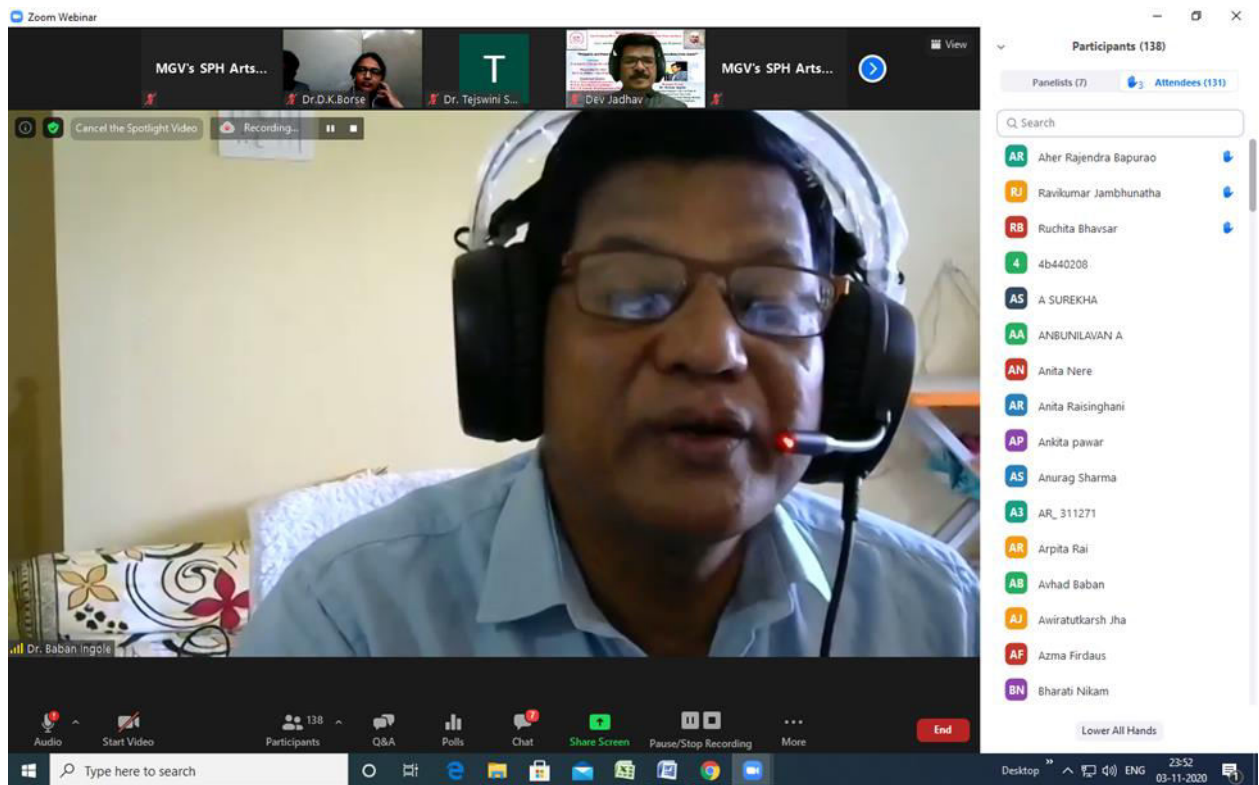 Zoom Webinar
MGV's SPH Arts...
Dr.D.K.Borse
T
Dr. Tejswini S...
Dev Jadhav
MGV's SPH Arts...
View
Cancel the Spotlight Video
Recording...
Dr. Baban Ingole
Audio
Start Video
138
Participants
Q&A
Polls
7
Chat
Share Screen
Pause/Stop Recording
More
End
Participants (138)
Panelists (7)
3 Attendees (131)
Search
AR Aher Rajendra Bapurao
RJ Ravikumar Jambhunatha
RB Ruchita Bhavsar
4 4b440208
AS A SUREKHA
AA ANBUNILAVAN A
AN Anita Nere
AR Anita Raisinghani
AP Ankita pawar
AS Anurag Sharma
A3 AR_ 311271
AR Arpita Rai
AB Avhad Baban
AJ Awiratutkarsh Jha
AF Azma Firdaus
BN Bharati Nikam
Lower All Hands
Type here to search
Desktop
ENG
23:52
03-11-2020
1